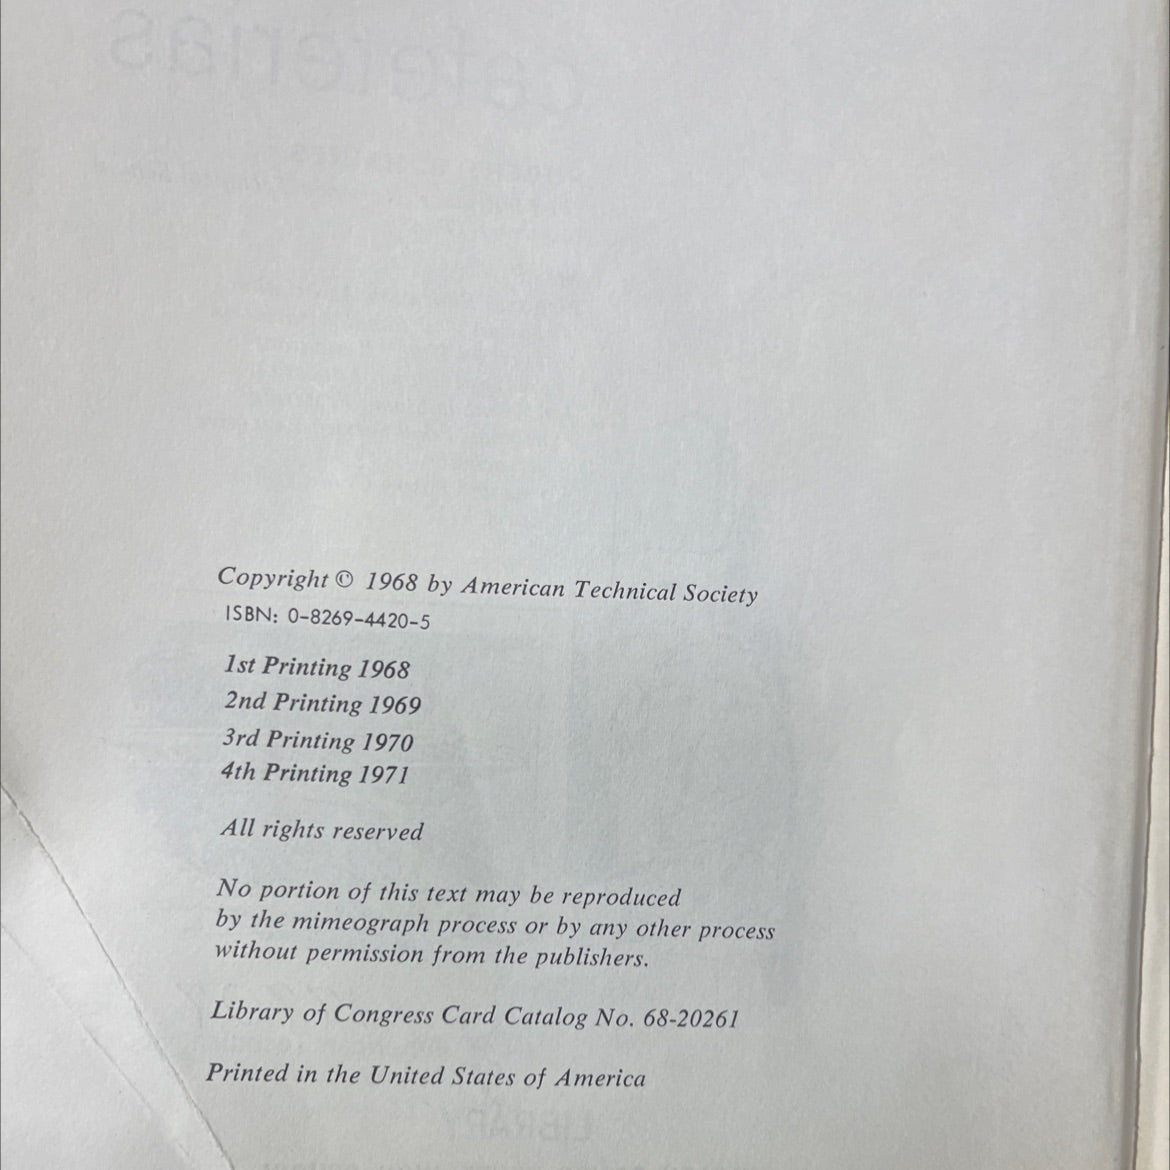 cafeterias
Copyright © 1968 by American Technical Society
ISBN: 0-8269-4420-5
1st Printing 1968
2nd Printing 1969
3rd Printing 1970
4th Printing 1971
All rights reserved
No portion of this text may be reproduced
by the mimeograph process or by any other process
without permission from the publishers.
Library of Congress Card Catalog No. 68-20261
Printed in the United States of America
LIBRARY